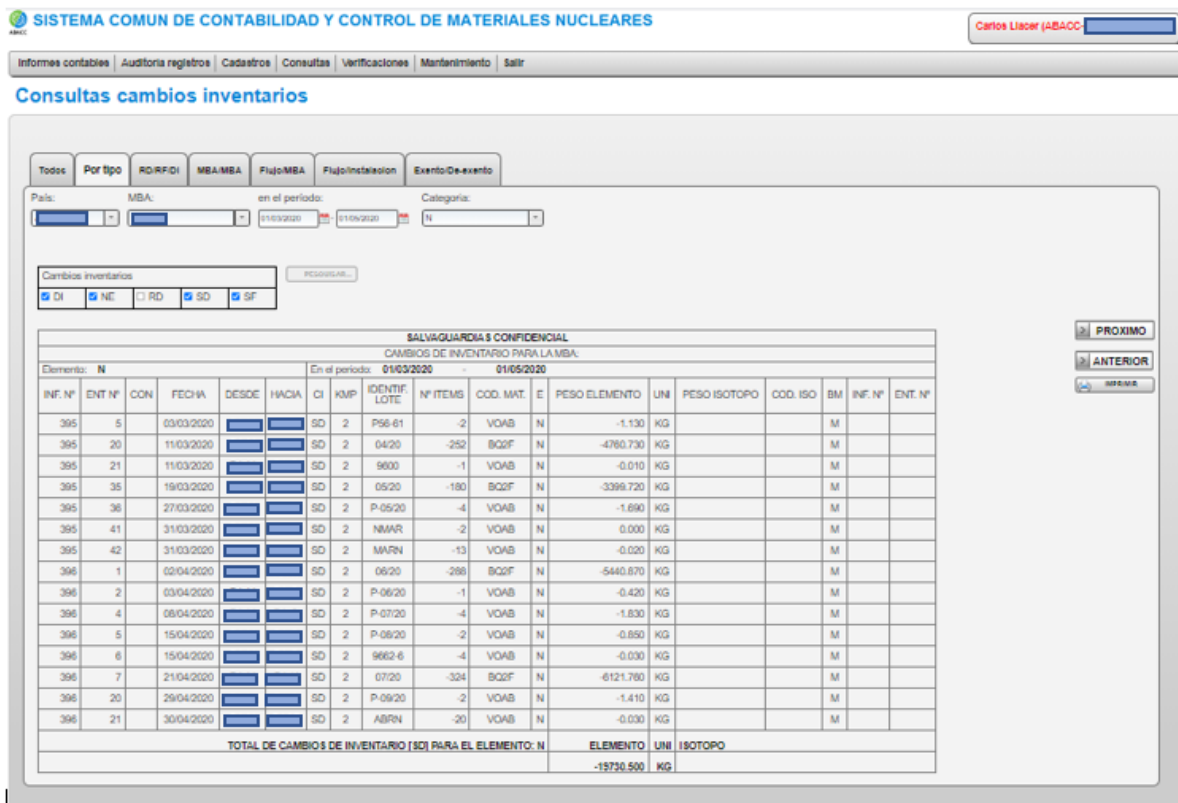 SISTEMA COMUN DE CONTABILIDAD Y CONTROL DE MATERIALES NUCLEARES
ABACC
Carlos Llacer (ABACC-
Informes contables | Auditoria registros | Cadastros | Consultas | Verificaciones | Mantenimiento | Salir
Consultas cambios inventarios
Todos Por tipo RD/RF/DI MBA/MBA Flujo/MBA Flujo/Instalacion Exento/De-exento
País: MBA: en el periodo: Categoria:
01/03/2020 - 01/05/2020 N
Cambios inventarios PESQUISAR...
DI NE RD SD SF
PROXIMO
ANTERIOR
IMPRIMIR
SALVAGUARDIAS CONFIDENCIAL
CAMBIOS DE INVENTARIO PARA LA MBA:
Elemento: N En el periodo: 01/03/2020 - 01/05/2020
INF. Nº ENT Nº CON FECHA DESDE HACIA CI KMP IDENTIF. LOTE Nº ITEMS COD. MAT. E PESO ELEMENTO UNI PESO ISOTOPO COD. ISO BM INF. Nº ENT. Nº
395 5 03/03/2020 SD 2 P56-61 -2 VOAB N -1.130 KG M
395 20 11/03/2020 SD 2 04/20 -252 BQ2F N -4760.730 KG M
395 21 11/03/2020 SD 2 9600 -1 VOAB N -0.010 KG M
395 35 19/03/2020 SD 2 05/20 -180 BQ2F N -3399.720 KG M
395 36 27/03/2020 SD 2 P-05/20 -4 VOAB N -1.690 KG M
395 41 31/03/2020 SD 2 NMAR -2 VOAB N 0.000 KG M
395 42 31/03/2020 SD 2 MARN -13 VOAB N -0.020 KG M
396 1 02/04/2020 SD 2 06/20 -288 BQ2F N -5440.870 KG M
396 2 03/04/2020 SD 2 P-06/20 -1 VOAB N -0.420 KG M
396 4 08/04/2020 SD 2 P-07/20 -4 VOAB N -1.830 KG M
396 5 15/04/2020 SD 2 P-08/20 -2 VOAB N -0.850 KG M
396 6 15/04/2020 SD 2 9662-6 -4 VOAB N -0.030 KG M
396 7 21/04/2020 SD 2 07/20 -324 BQ2F N -6121.760 KG M
396 20 29/04/2020 SD 2 P-09/20 -2 VOAB N -1.410 KG M
396 21 30/04/2020 SD 2 ABRN -20 VOAB N -0.030 KG M
TOTAL DE CAMBIOS DE INVENTARIO [SD] PARA EL ELEMENTO: N ELEMENTO UNI ISOTOPO
-19730.500 KG